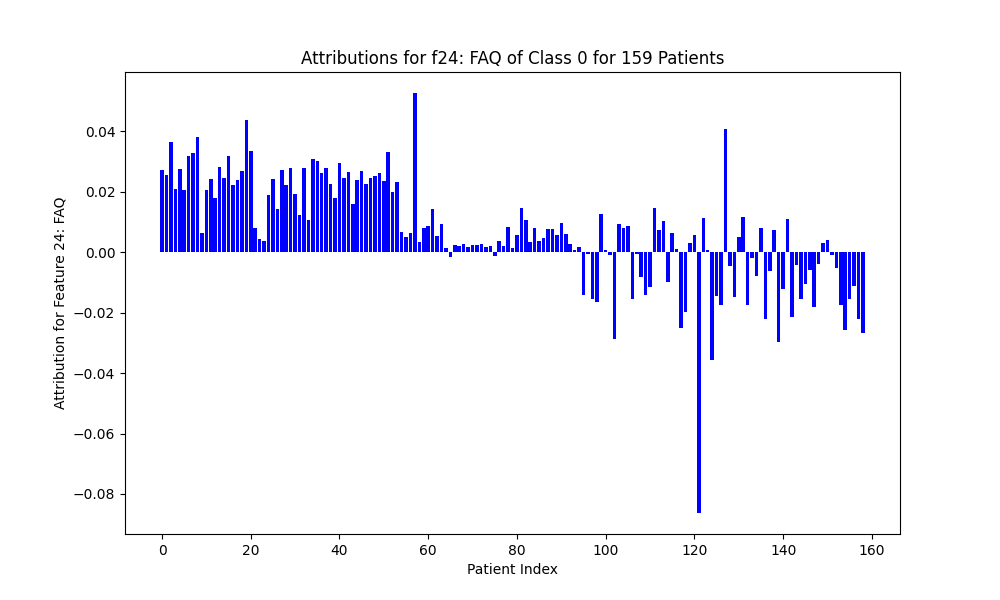 Attributions for f24: FAQ of Class 0 for 159 Patients
Attribution for Feature 24: FAQ
0.04
0.02
0.00
−0.02
−0.04
−0.06
−0.08
0 20 40 60 80 100 120 140 160
Patient Index